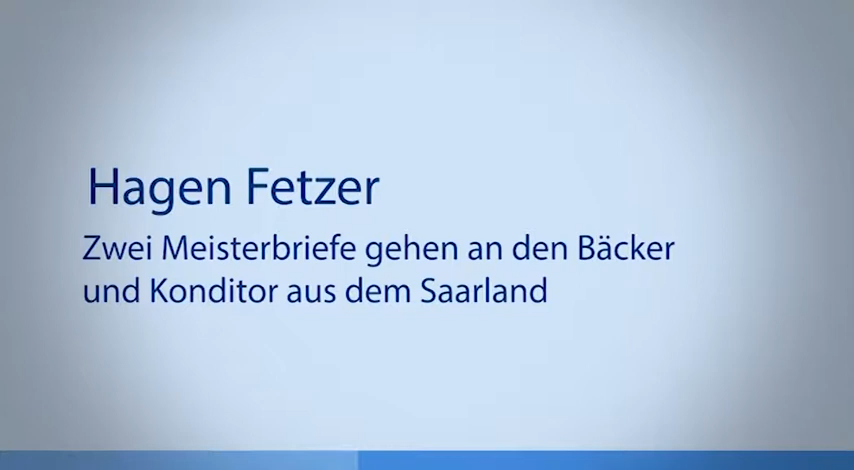 Hagen Fetzer
Zwei Meisterbriefe gehen an den Bäcker
und Konditor aus dem Saarland